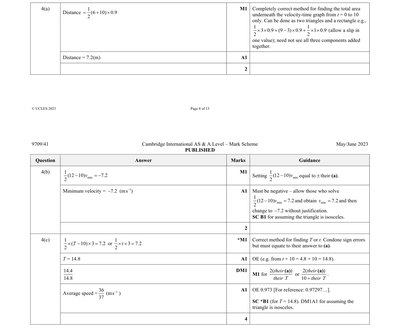 4(a)
Distance = 1/2 (6+10)×0.9
M1
Completely correct method for finding the total area
underneath the velocity-time graph from t = 0 to 10
only. Can be done as two triangles and a rectangle e.g.,
1/2×3×0.9+(9−3)×0.9+1/2×1×0.9 (allow a slip in
one value); need not see all three components added
together.
Distance = 7.2(m)
A1
2
© UCLES 2023
Page 8 of 13
9709/41
Cambridge International AS & A Level – Mark Scheme
PUBLISHED
May/June 2023
Question Answer Marks Guidance
4(b)
1/2 (12−10)vmin = −7.2
M1
Setting 1/2 (12−10)vmin equal to ± their (a).
Minimum velocity = −7.2 (ms⁻¹)
A1
Must be negative – allow those who solve
1/2 (12−10)vmin = 7.2 and obtain vmin = 7.2 and then
change to −7.2 without justification.
SC B1 for assuming the triangle is isosceles.
2
4(c)
1/2×(T−10)×3 = 7.2 or 1/2×t×3 = 7.2
*M1
Correct method for finding T or t. Condone sign errors
but must equate to their answer to (a).
T = 14.8
A1
OE (e.g. from t + 10 = 4.8 + 10 = 14.8).
14.4/14.8
DM1
M1 for 2(their (a))/their T or 2(their (a))/10 + their T
Average speed = 36/37 (ms⁻¹)
A1
OE 0.973 [For reference: 0.97297…].
SC *B1 (for T = 14.8). DM1A1 for assuming the
triangle is isosceles.
4